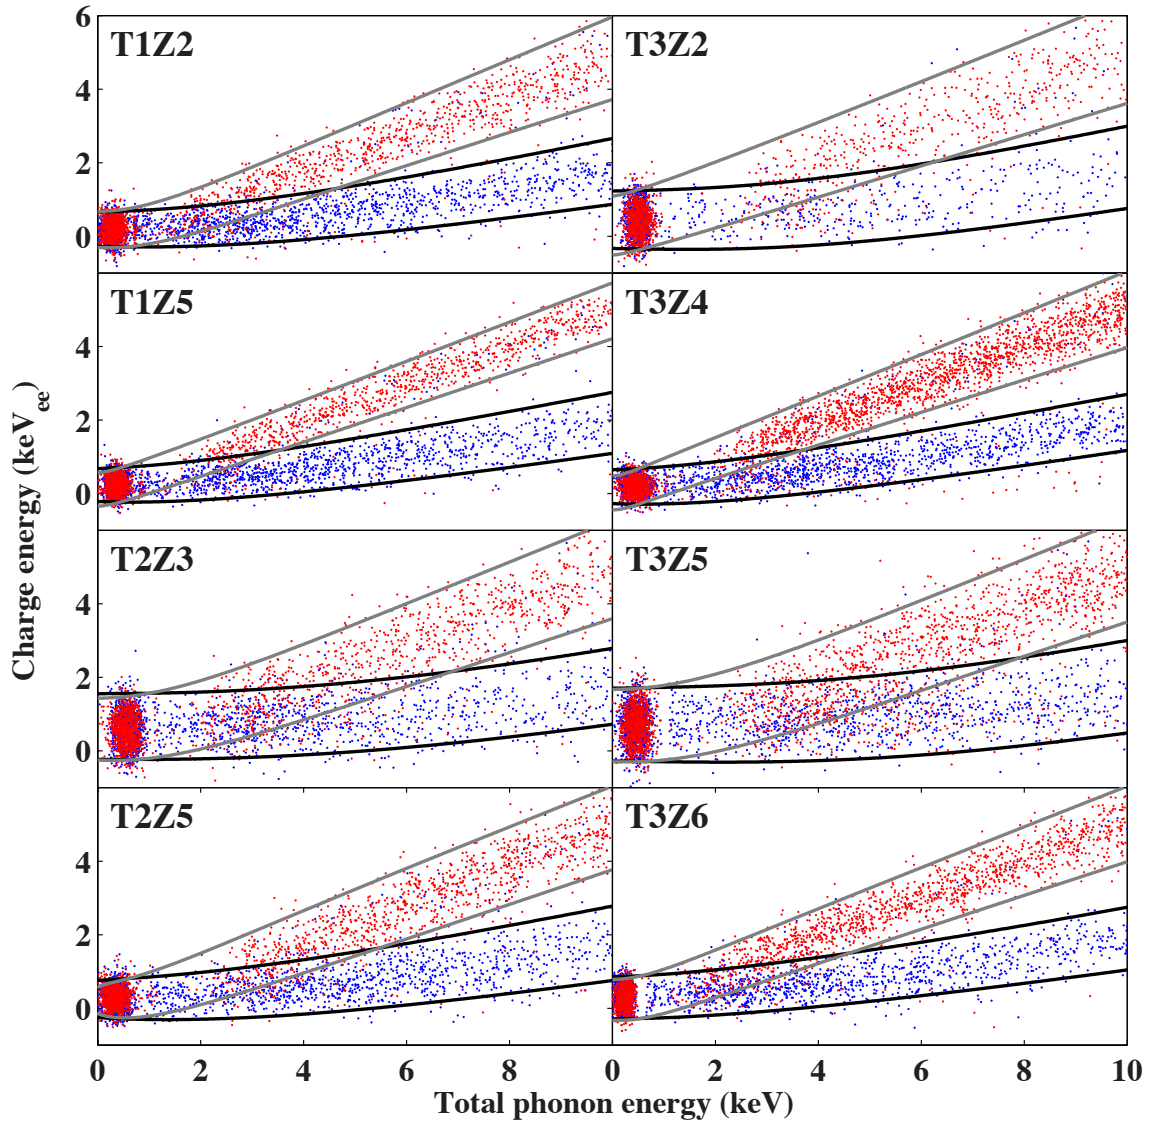 6
T1Z2
T3Z2
4
2
0
T1Z5
T3Z4
4
2
0
Charge energy (keVee)
T2Z3
T3Z5
4
2
0
T2Z5
T3Z6
4
2
0
0 2 4 6 8 0 2 4 6 8 10
Total phonon energy (keV)